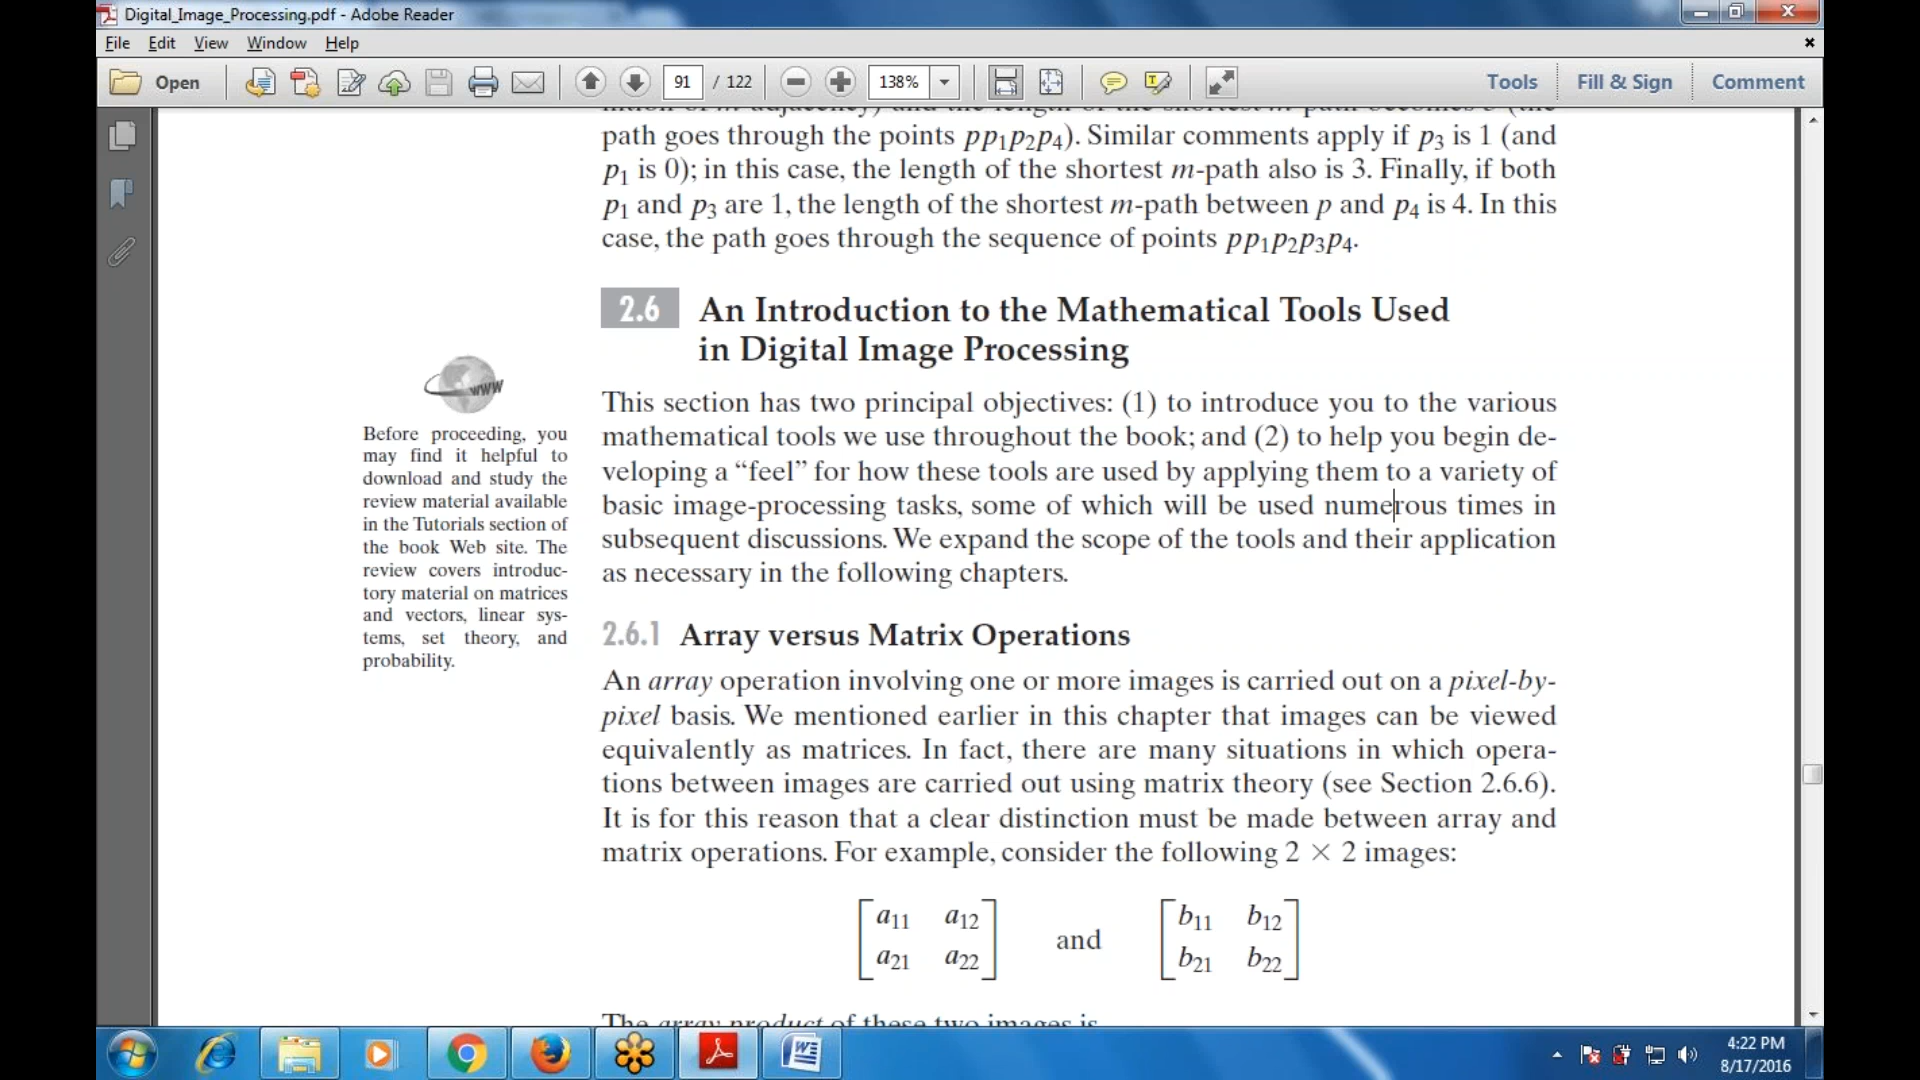 Digital_Image_Processing.pdf - Adobe Reader
File Edit View Window Help
Open 91 / 122 138% Tools Fill & Sign Comment
path goes through the points pp1p2p4). Similar comments apply if p3 is 1 (and
p1 is 0); in this case, the length of the shortest m-path also is 3. Finally, if both
p1 and p3 are 1, the length of the shortest m-path between p and p4 is 4. In this
case, the path goes through the sequence of points pp1p2p3p4.
2.6 An Introduction to the Mathematical Tools Used
in Digital Image Processing
WWW
Before proceeding, you
may find it helpful to
download and study the
review material available
in the Tutorials section of
the book Web site. The
review covers introduc-
tory material on matrices
and vectors, linear sys-
tems, set theory, and
probability.
This section has two principal objectives: (1) to introduce you to the various
mathematical tools we use throughout the book; and (2) to help you begin de-
veloping a “feel” for how these tools are used by applying them to a variety of
basic image-processing tasks, some of which will be used numerous times in
subsequent discussions. We expand the scope of the tools and their application
as necessary in the following chapters.
2.6.1 Array versus Matrix Operations
An array operation involving one or more images is carried out on a pixel-by-
pixel basis. We mentioned earlier in this chapter that images can be viewed
equivalently as matrices. In fact, there are many situations in which opera-
tions between images are carried out using matrix theory (see Section 2.6.6).
It is for this reason that a clear distinction must be made between array and
matrix operations. For example, consider the following 2 × 2 images:
a11 a12 b11 b12
and
a21 a22 b21 b22
The array product of these two images is
4:22 PM
8/17/2016